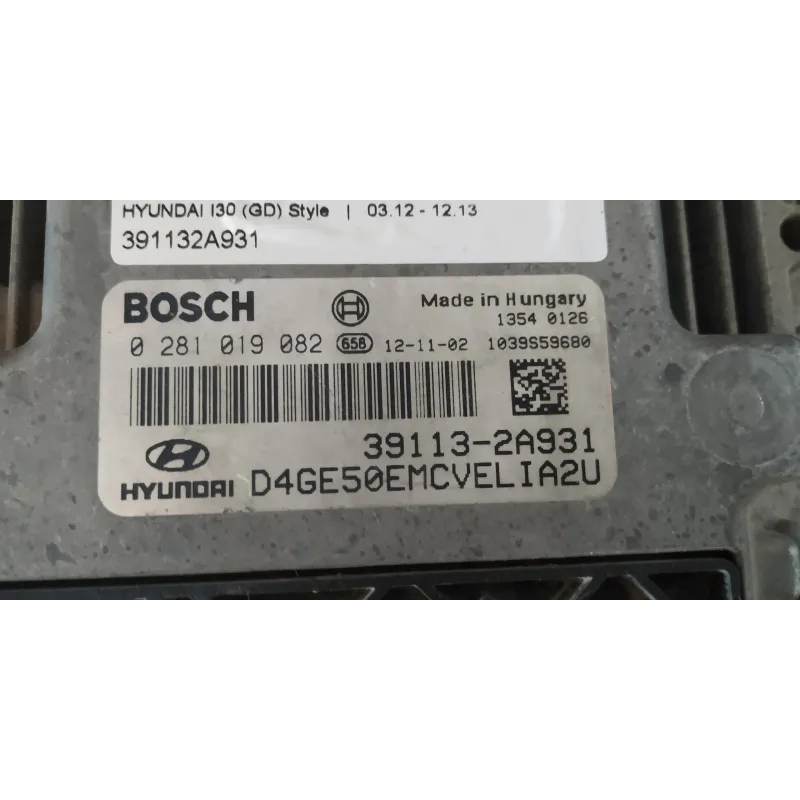 HYUNDAI I30 (GD) Style | 03.12 - 12.13
391132A931
BOSCH Made in Hungary
1354 0126
0 281 019 082 65B 12-11-02 1039S59680
39113-2A931
HYUNDAI D4GE50EMCVELIA2U